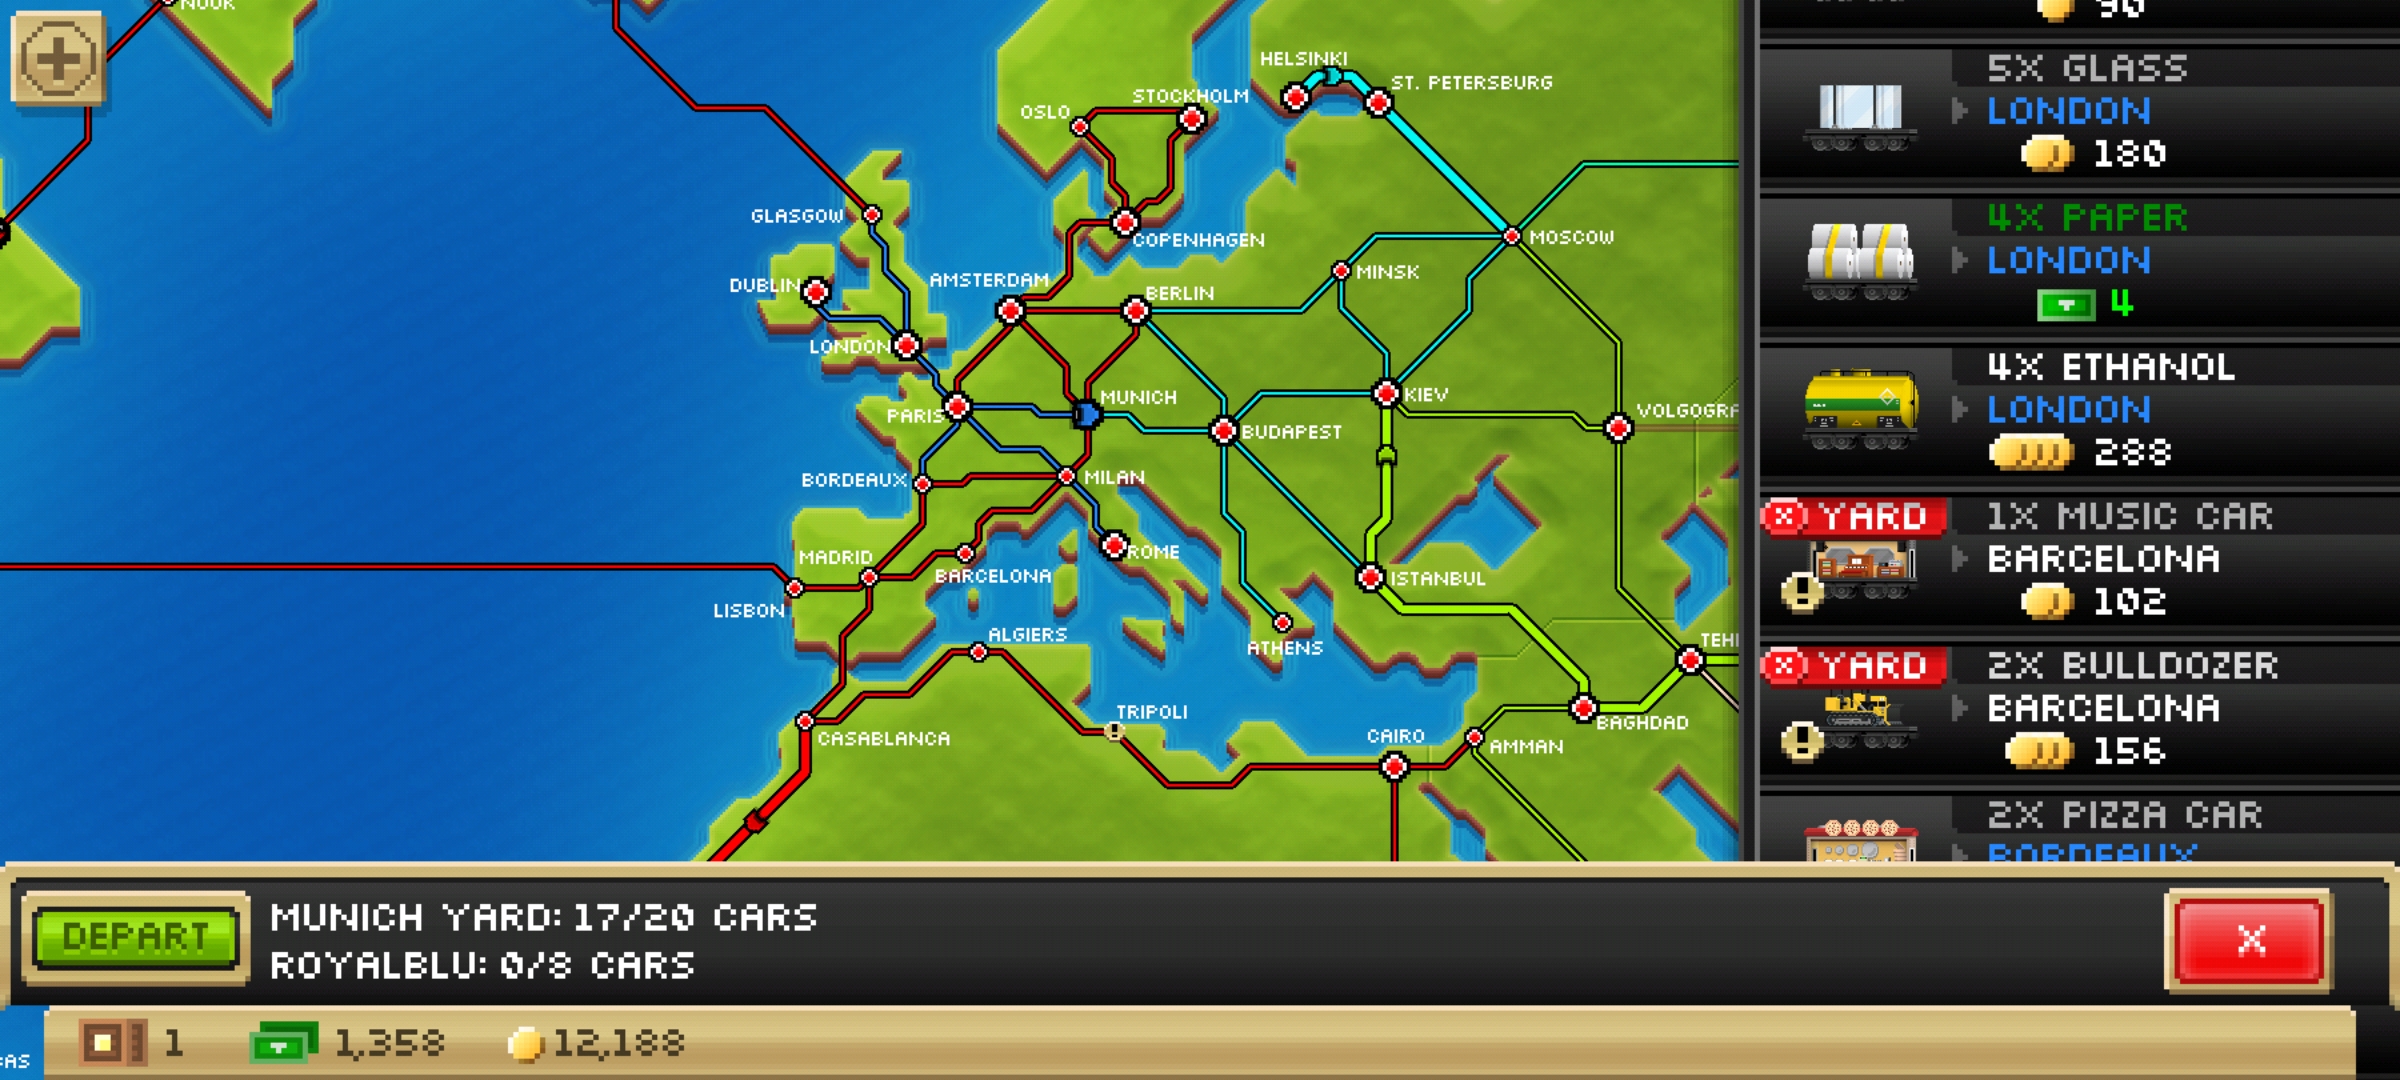 NUUK
HELSINKI
ST. PETERSBURG
STOCKHOLM
OSLO
GLASGOW
COPENHAGEN
MOSCOW
MINSK
DUBLIN
AMSTERDAM
BERLIN
LONDON
MUNICH
KIEV
PARIS
VOLGOGRA
BUDAPEST
BORDEAUX
MILAN
MADRID
ROME
BARCELONA
ISTANBUL
LISBON
ALGIERS
ATHENS
TEH
TRIPOLI
BAGHDAD
CASABLANCA
CAIRO
AMMAN
90
5X GLASS
LONDON
180
4X PAPER
LONDON
4
4X ETHANOL
LONDON
288
YARD
1X MUSIC CAR
BARCELONA
102
YARD
2X BULLDOZER
BARCELONA
156
2X PIZZA CAR
BORDEAUX
DEPART
MUNICH YARD: 17/20 CARS
ROYALBLU: 0/8 CARS
X
1
1,358
12,188